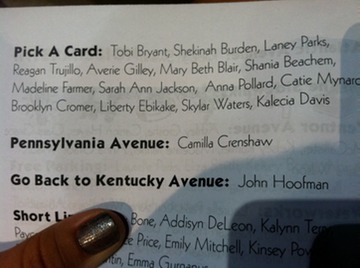 Pick A Card: Tobi Bryant, Shekinah Burden, Laney Parks,
Reagan Trujillo, Averie Gilley, Mary Beth Blair, Shania Beachem,
Madeline Farmer, Sarah Ann Jackson, Anna Pollard, Catie Mynard
Brooklyn Cromer, Liberty Ebikake, Skylar Waters, Kalecia Davis
Pennsylvania Avenue: Camilla Crenshaw
Go Back to Kentucky Avenue: John Hoofman
Short Bone, Addisyn DeLeon, Kalynn
Price, Emily Mitchell, Kinsey
Emma